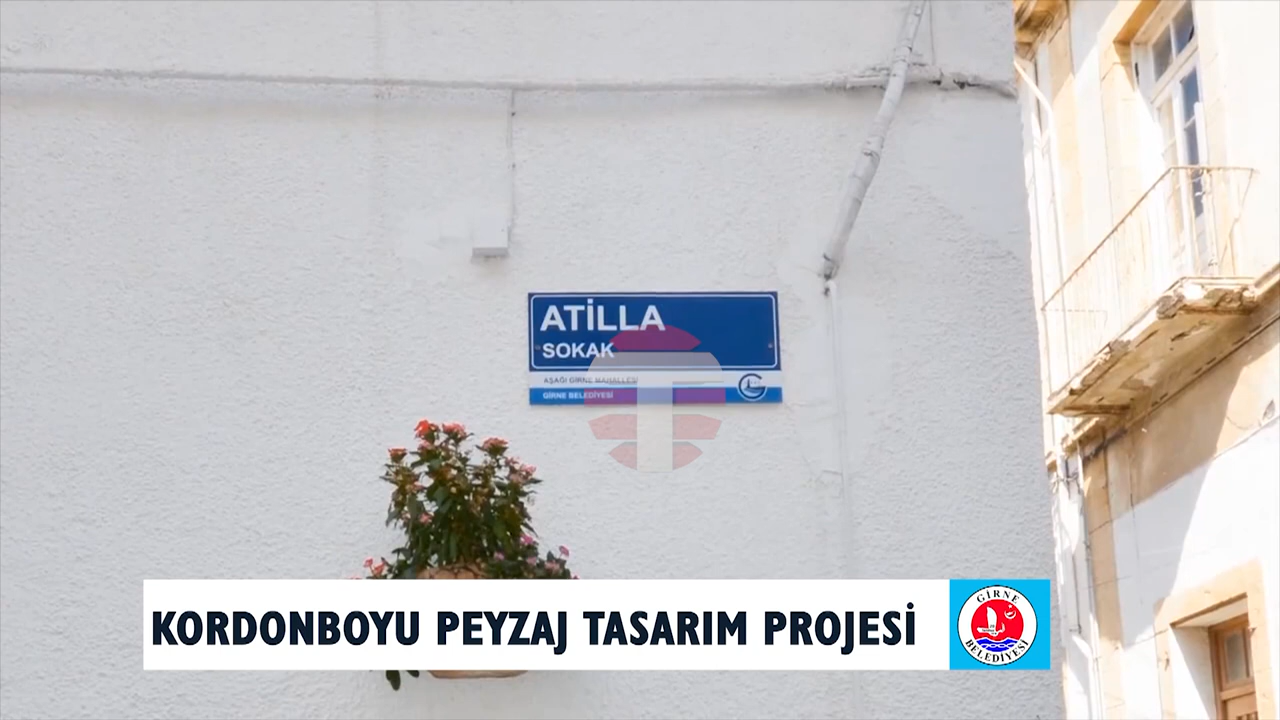 ATİLLA
SOKAK
AŞAĞI GİRNE MAHALLESİ
GİRNE BELEDİYESİ
KORDONBOYU PEYZAJ TASARIM PROJESİ
GİRNE
BELEDİYESİ